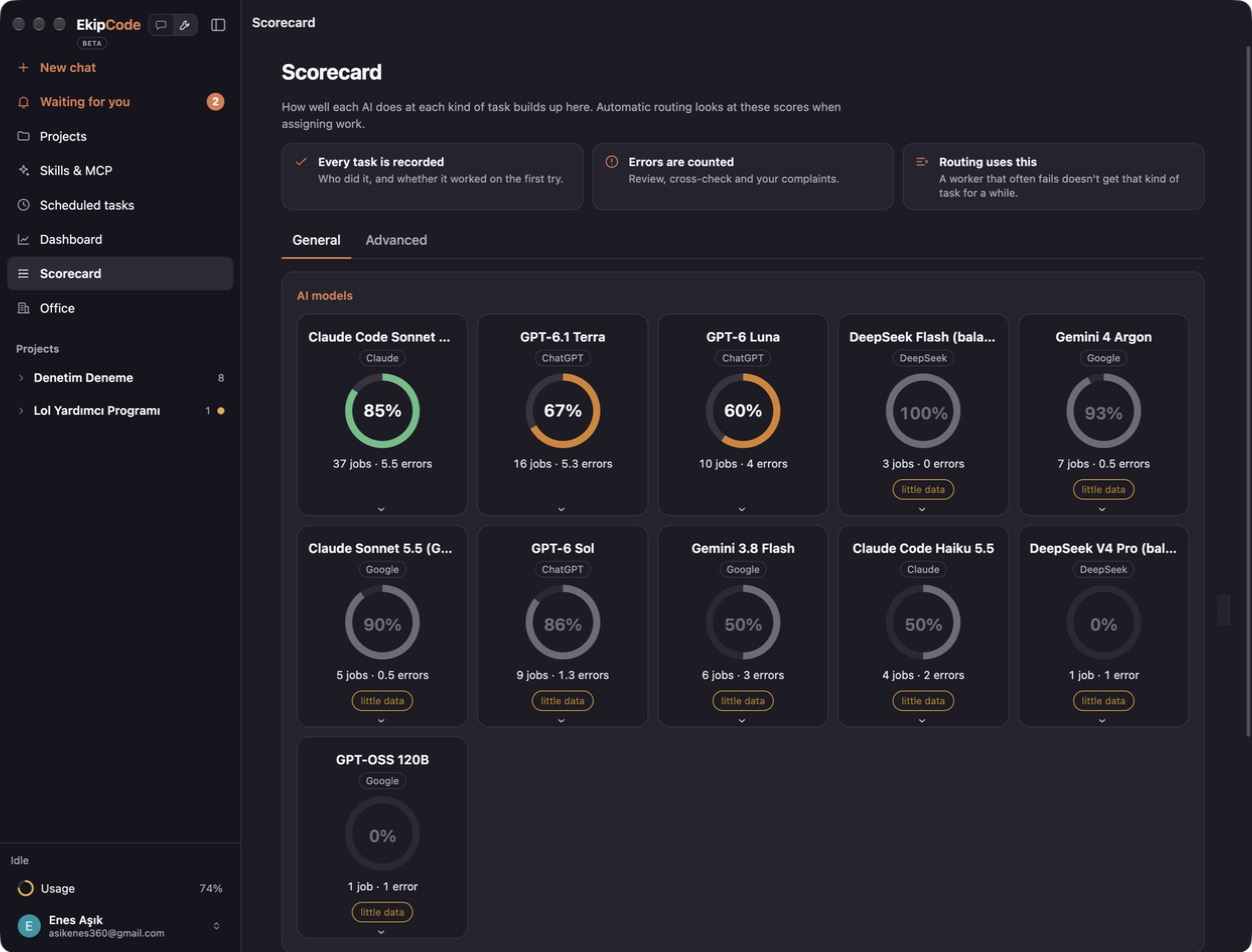 EkipCode
BETA
New chat
Waiting for you 2
Projects
Skills & MCP
Scheduled tasks
Dashboard
Scorecard
Office
Projects
Denetim Deneme 8
Lol Yardımcı Programı 1
Idle
Usage 74%
E
Enes Aşık
asikenes360@gmail.com
Scorecard
Scorecard
How well each AI does at each kind of task builds up here. Automatic routing looks at these scores when
assigning work.
Every task is recorded
Who did it, and whether it worked on the first try.
Errors are counted
Review, cross-check and your complaints.
Routing uses this
A worker that often fails doesn't get that kind of
task for a while.
General Advanced
AI models
Claude Code Sonnet ...
Claude
85%
37 jobs · 5.5 errors
GPT-6.1 Terra
ChatGPT
67%
16 jobs · 5.3 errors
GPT-6 Luna
ChatGPT
60%
10 jobs · 4 errors
DeepSeek Flash (bala...
DeepSeek
100%
3 jobs · 0 errors
little data
Gemini 4 Argon
Google
93%
7 jobs · 0.5 errors
little data
Claude Sonnet 5.5 (G...
Google
90%
5 jobs · 0.5 errors
little data
GPT-6 Sol
ChatGPT
86%
9 jobs · 1.3 errors
little data
Gemini 3.8 Flash
Google
50%
6 jobs · 3 errors
little data
Claude Code Haiku 5.5
Claude
50%
4 jobs · 2 errors
little data
DeepSeek V4 Pro (bal...
DeepSeek
0%
1 job · 1 error
little data
GPT-OSS 120B
Google
0%
1 job · 1 error
little data